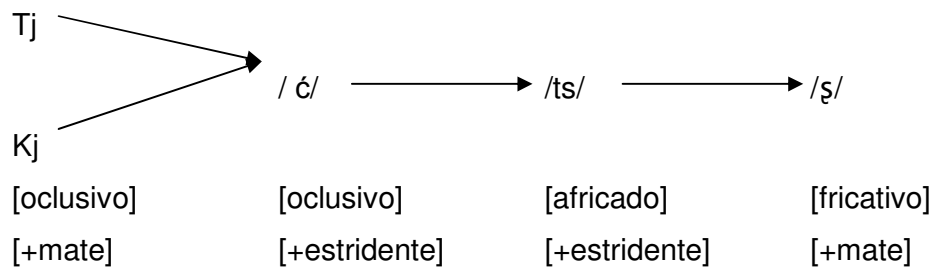 Tj
/ ć/ /ts/ /ş/
Kj
[oclusivo] [oclusivo] [africado] [fricativo]
[+mate] [+estridente] [+estridente] [+mate]